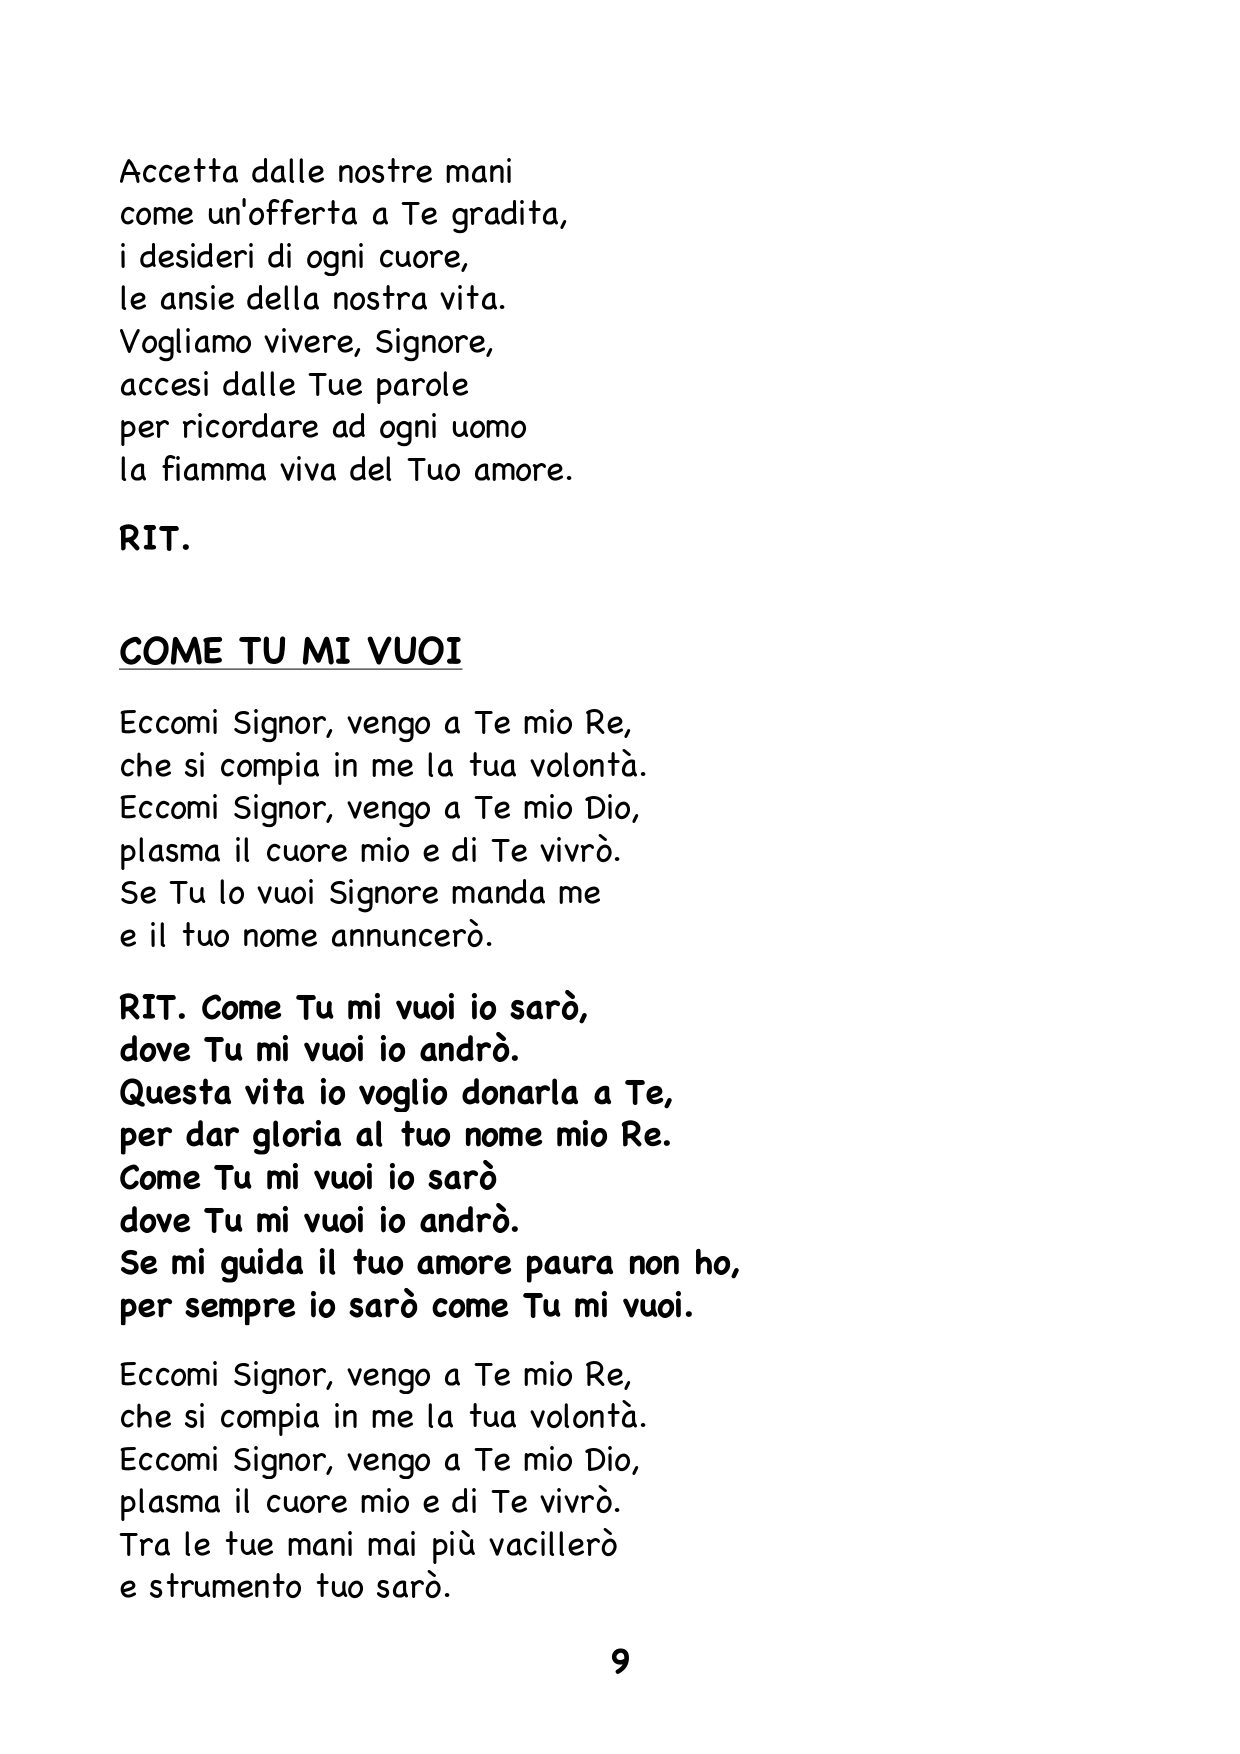 Accetta dalle nostre mani
come un'offerta a Te gradita,
i desideri di ogni cuore,
le ansie della nostra vita.
Vogliamo vivere, Signore,
accesi dalle Tue parole
per ricordare ad ogni uomo
la fiamma viva del Tuo amore.
RIT.
COME TU MI VUOI
Eccomi Signor, vengo a Te mio Re,
che si compia in me la tua volontà.
Eccomi Signor, vengo a Te mio Dio,
plasma il cuore mio e di Te vivrò.
Se Tu lo vuoi Signore manda me
e il tuo nome annuncerò.
RIT. Come Tu mi vuoi io sarò,
dove Tu mi vuoi io andrò.
Questa vita io voglio donarla a Te,
per dar gloria al tuo nome mio Re.
Come Tu mi vuoi io sarò
dove Tu mi vuoi io andrò.
Se mi guida il tuo amore paura non ho,
per sempre io sarò come Tu mi vuoi.
Eccomi Signor, vengo a Te mio Re,
che si compia in me la tua volontà.
Eccomi Signor, vengo a Te mio Dio,
plasma il cuore mio e di Te vivrò.
Tra le tue mani mai più vacillerò
e strumento tuo sarò.
9